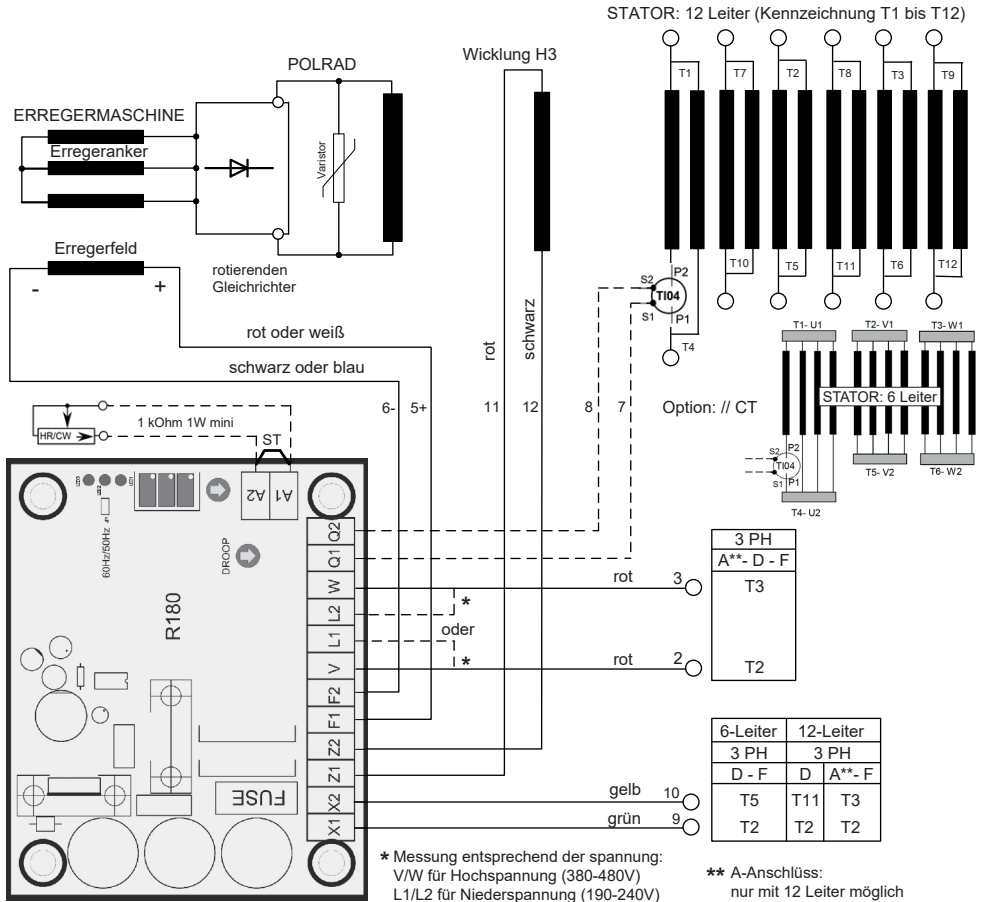 STATOR: 12 Leiter (Kennzeichnung T1 bis T12)
Wicklung H3
POLRAD
T1 T7 T2 T8 T3 T9
ERREGERMASCHINE
Erregeranker
Varistor
Erregerfeld
- +
rotierenden
Gleichrichter
T10 T5 T11 T6 T12
S2 P2
TI04
S1 P1
T4
rot oder weiß
schwarz oder blau
rot
schwarz
6- 5+ 11 12 8 7
Option: // CT
T1- U1 T2- V1 T3- W1
STATOR: 6 Leiter
S2 P2
TI04
S1 P1
T5- V2 T6- W2
T4- U2
HR/CW
1 kOhm 1W mini
ST
A2 A1
LED3 LED2 LED1
60Hz/50Hz
DROOP
R180
FUSE
Q2
Q1
W
L2
L1
V
F2
F1
Z2
Z1
X2
X1
rot 3
*
oder
*
rot 2
3 PH
A**- D - F
T3
T2
gelb 10
grün 9
6-Leiter 12-Leiter
3 PH 3 PH
D - F D A**- F
T5 T11 T3
T2 T2 T2
* Messung entsprechend der spannung:
V/W für Hochspannung (380-480V)
L1/L2 für Niederspannung (190-240V)
** A-Anschlüss:
nur mit 12 Leiter möglich